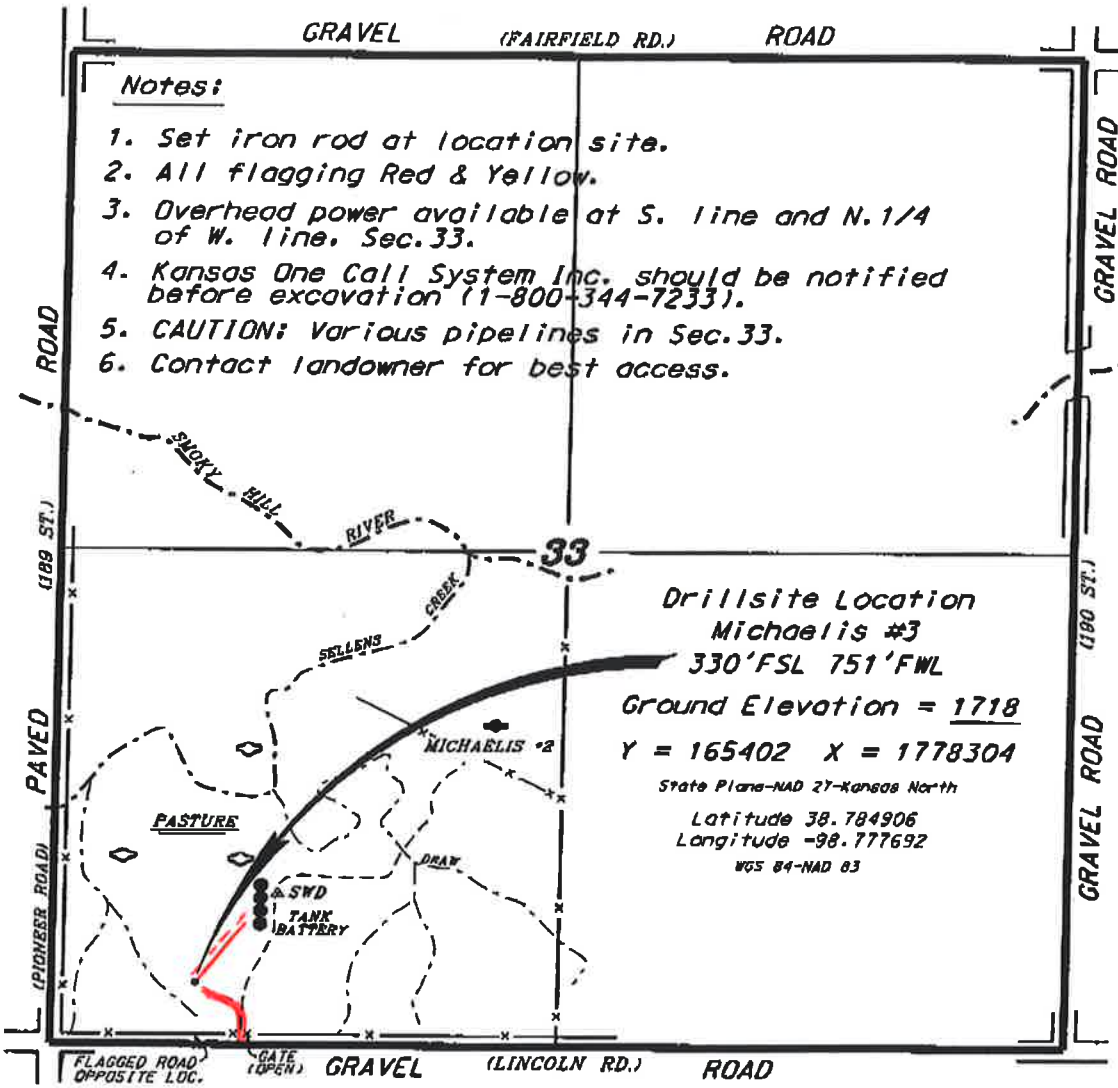 GRAVEL (FAIRFIELD RD.) ROAD
Notes:
1. Set iron rod at location site.
2. All flagging Red & Yellow.
3. Overhead power available at S. line and N. 1/4
of W. line. Sec. 33.
4. Kansas One Call System Inc. should be notified
before excavation (1-800-344-7233).
5. CAUTION: Various pipelines in Sec. 33.
6. Contact landowner for best access.
GRAVEL ROAD
ROAD
(189 ST.)
PAVED
(PIONEER ROAD)
SMOKY
HILL
RIVER
33
CREEK
SELLENS
(190 ST.)
GRAVEL ROAD
Drillsite Location
Michaelis #3
330'FSL 751'FWL
Ground Elevation = 1718
Y = 165402 X = 1778304
State Plane-NAD 27-Kansas North
Latitude 38.784906
Longitude -98.777692
WGS 84-NAD 83
MICHAELIS #2
PASTURE
DRAW
SWD
TANK
BATTERY
FLAGGED ROAD
OPPOSITE LOC.
GATE
(OPEN)
GRAVEL (LINCOLN RD.) ROAD